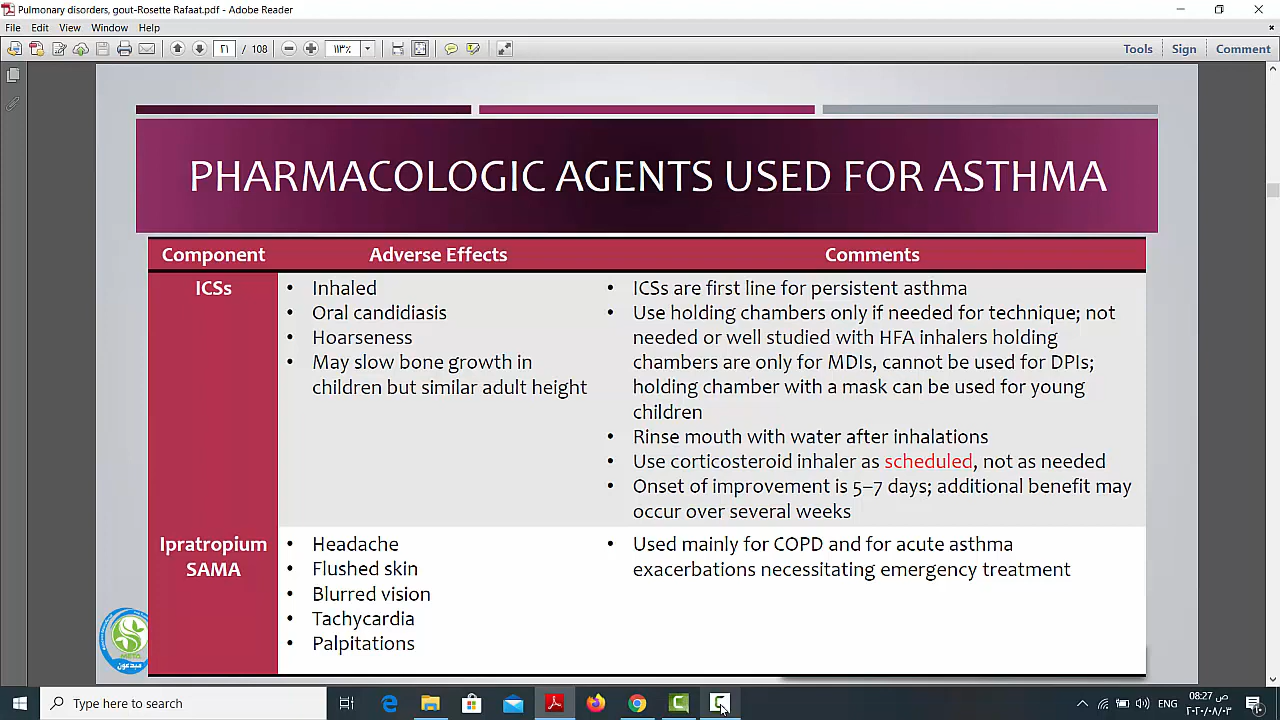 Pulmonary disorders, gout-Rosette Rafaat.pdf - Adobe Reader
File Edit View Window Help
٢١ / 108 ١١٣% Tools Sign Comment
PHARMACOLOGIC AGENTS USED FOR ASTHMA
Component Adverse Effects Comments
ICSs
• Inhaled
• Oral candidiasis
• Hoarseness
• May slow bone growth in
children but similar adult height
• ICSs are first line for persistent asthma
• Use holding chambers only if needed for technique; not
needed or well studied with HFA inhalers holding
chambers are only for MDIs, cannot be used for DPIs;
holding chamber with a mask can be used for young
children
• Rinse mouth with water after inhalations
• Use corticosteroid inhaler as scheduled, not as needed
• Onset of improvement is 5–7 days; additional benefit may
occur over several weeks
Ipratropium
SAMA
• Headache
• Flushed skin
• Blurred vision
• Tachycardia
• Palpitations
• Used mainly for COPD and for acute asthma
exacerbations necessitating emergency treatment
META
مبدعون
Type here to search
ENG
08:27 ص
٢٠٢٠/٠٨/٠٣